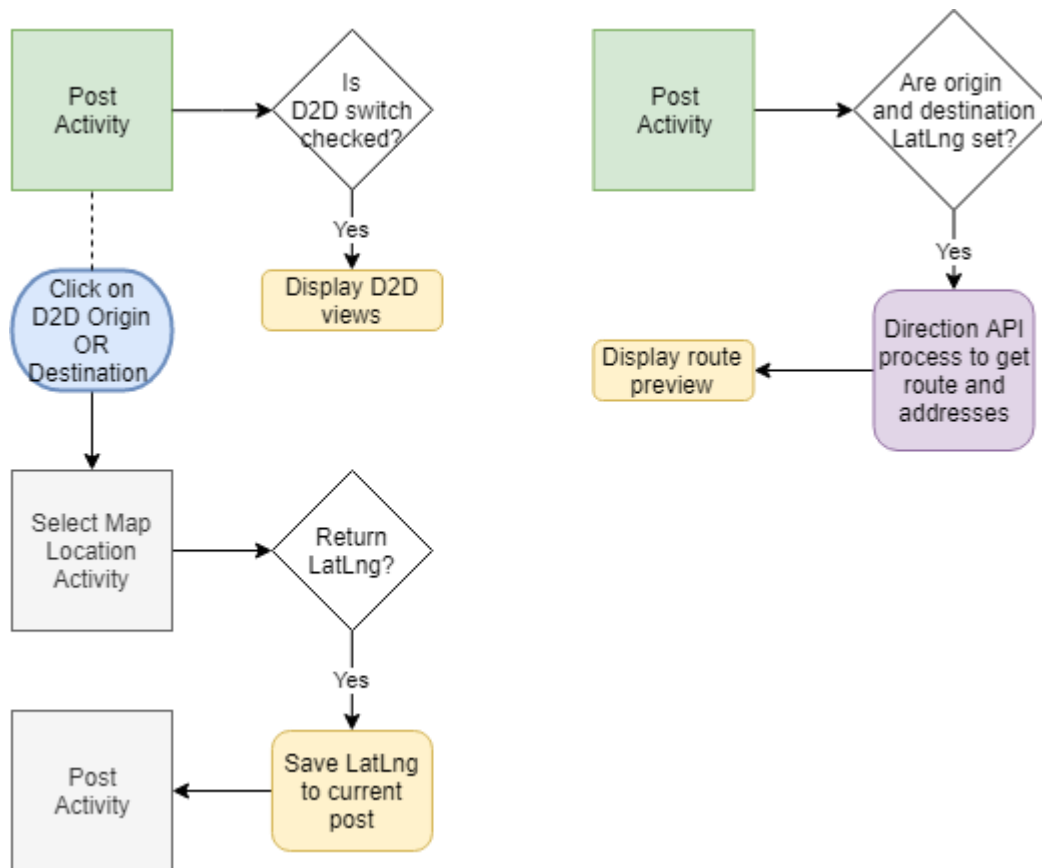 Post
Activity
Is
D2D switch
checked?
Yes
Display D2D
views
Click on
D2D Origin
OR
Destination
Select Map
Location
Activity
Return
LatLng?
Yes
Save LatLng
to current
post
Post
Activity
Post
Activity
Are origin
and destination
LatLng set?
Yes
Direction API
process to get
route and
addresses
Display route
preview